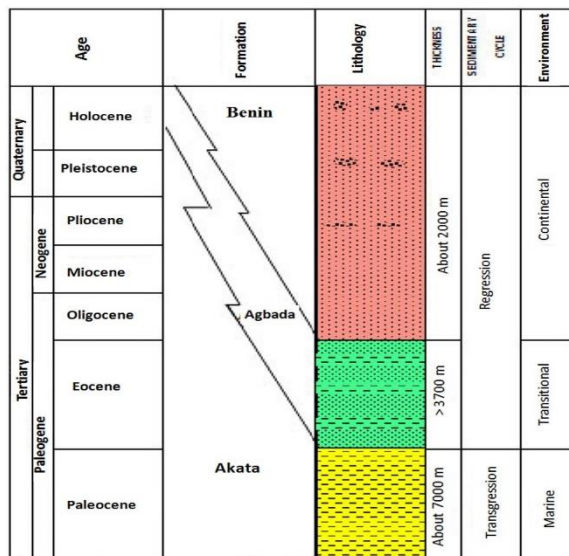 Age
Formation
Lithology
THICKNESS
SEDIMENTARY
CYCLE
Environment
Quaternary
Tertiary
Neogene
Paleogene
Holocene
Pleistocene
Pliocene
Miocene
Oligocene
Eocene
Paleocene
Benin
Agbada
Akata
About 2000 m
> 3700 m
About 7000 m
Regression
Transgression
Continental
Transitional
Marine